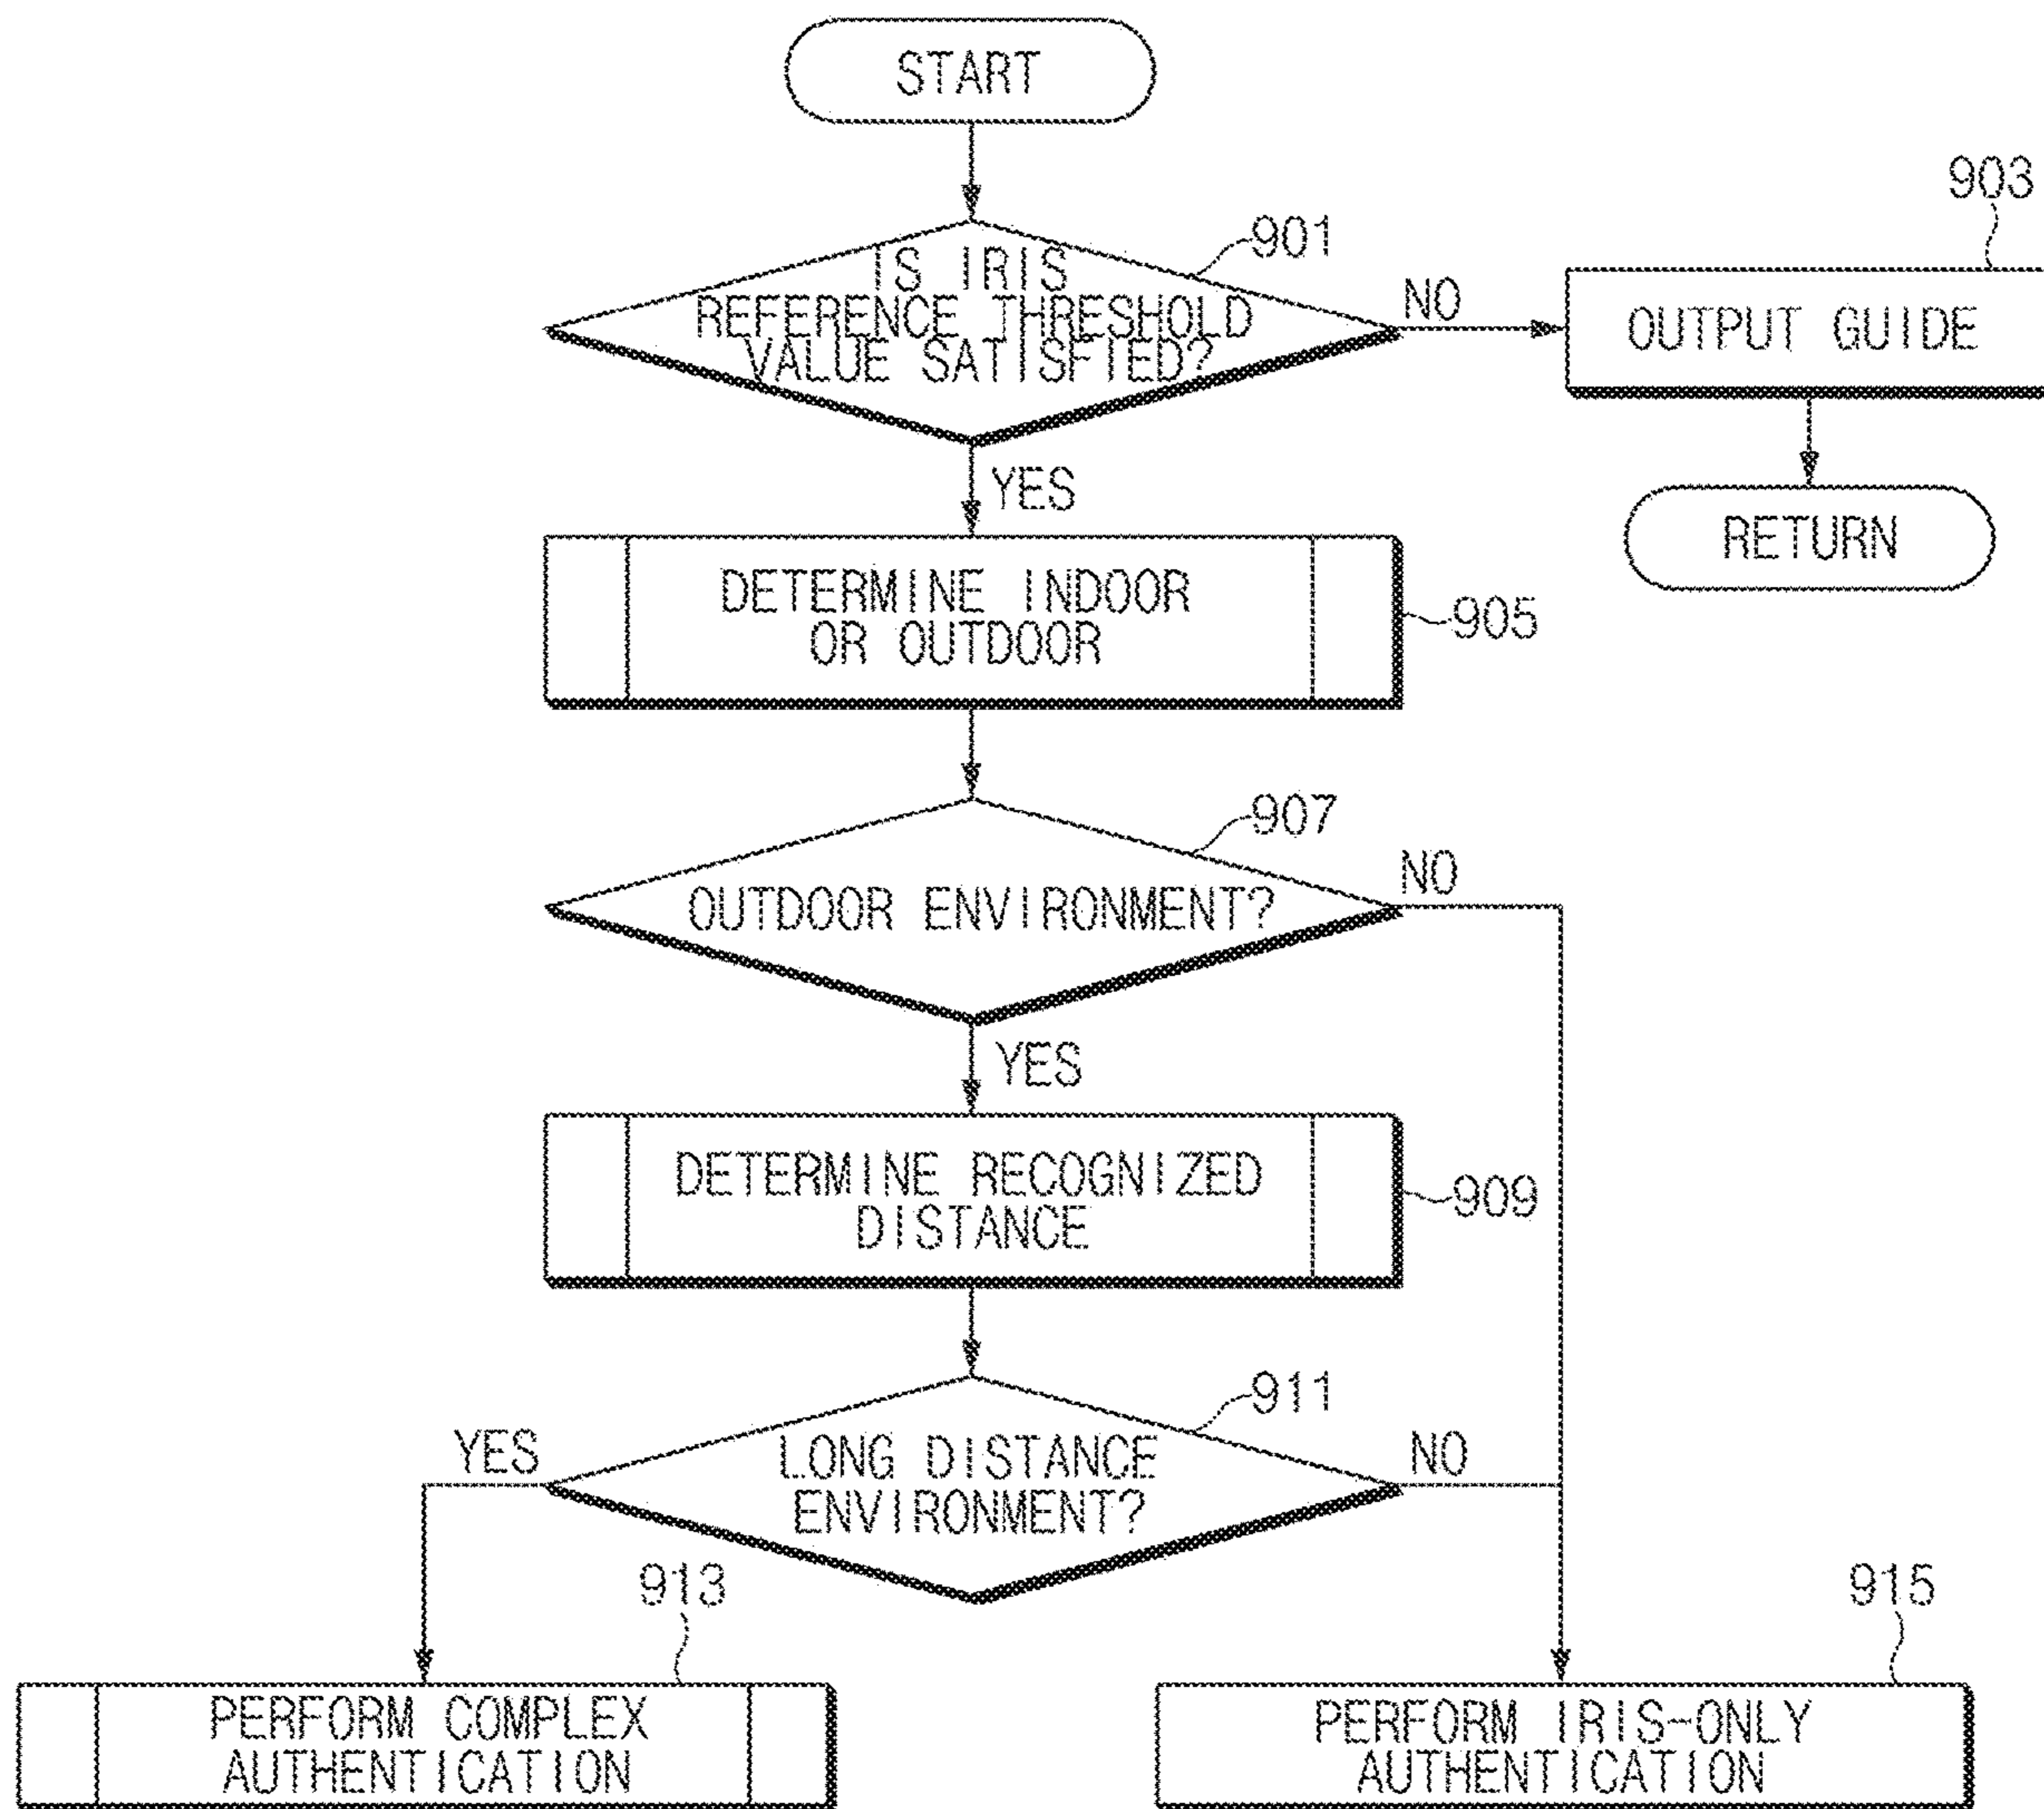 START
901
IS IRIS
REFERENCE THRESHOLD
VALUE SATISFIED?
NO
903
OUTPUT GUIDE
RETURN
YES
DETERMINE INDOOR
OR OUTDOOR
905
907
OUTDOOR ENVIRONMENT?
NO
YES
DETERMINE RECOGNIZED
DISTANCE
909
911
LONG DISTANCE
ENVIRONMENT?
YES
NO
913
PERFORM COMPLEX
AUTHENTICATION
915
PERFORM IRIS-ONLY
AUTHENTICATION